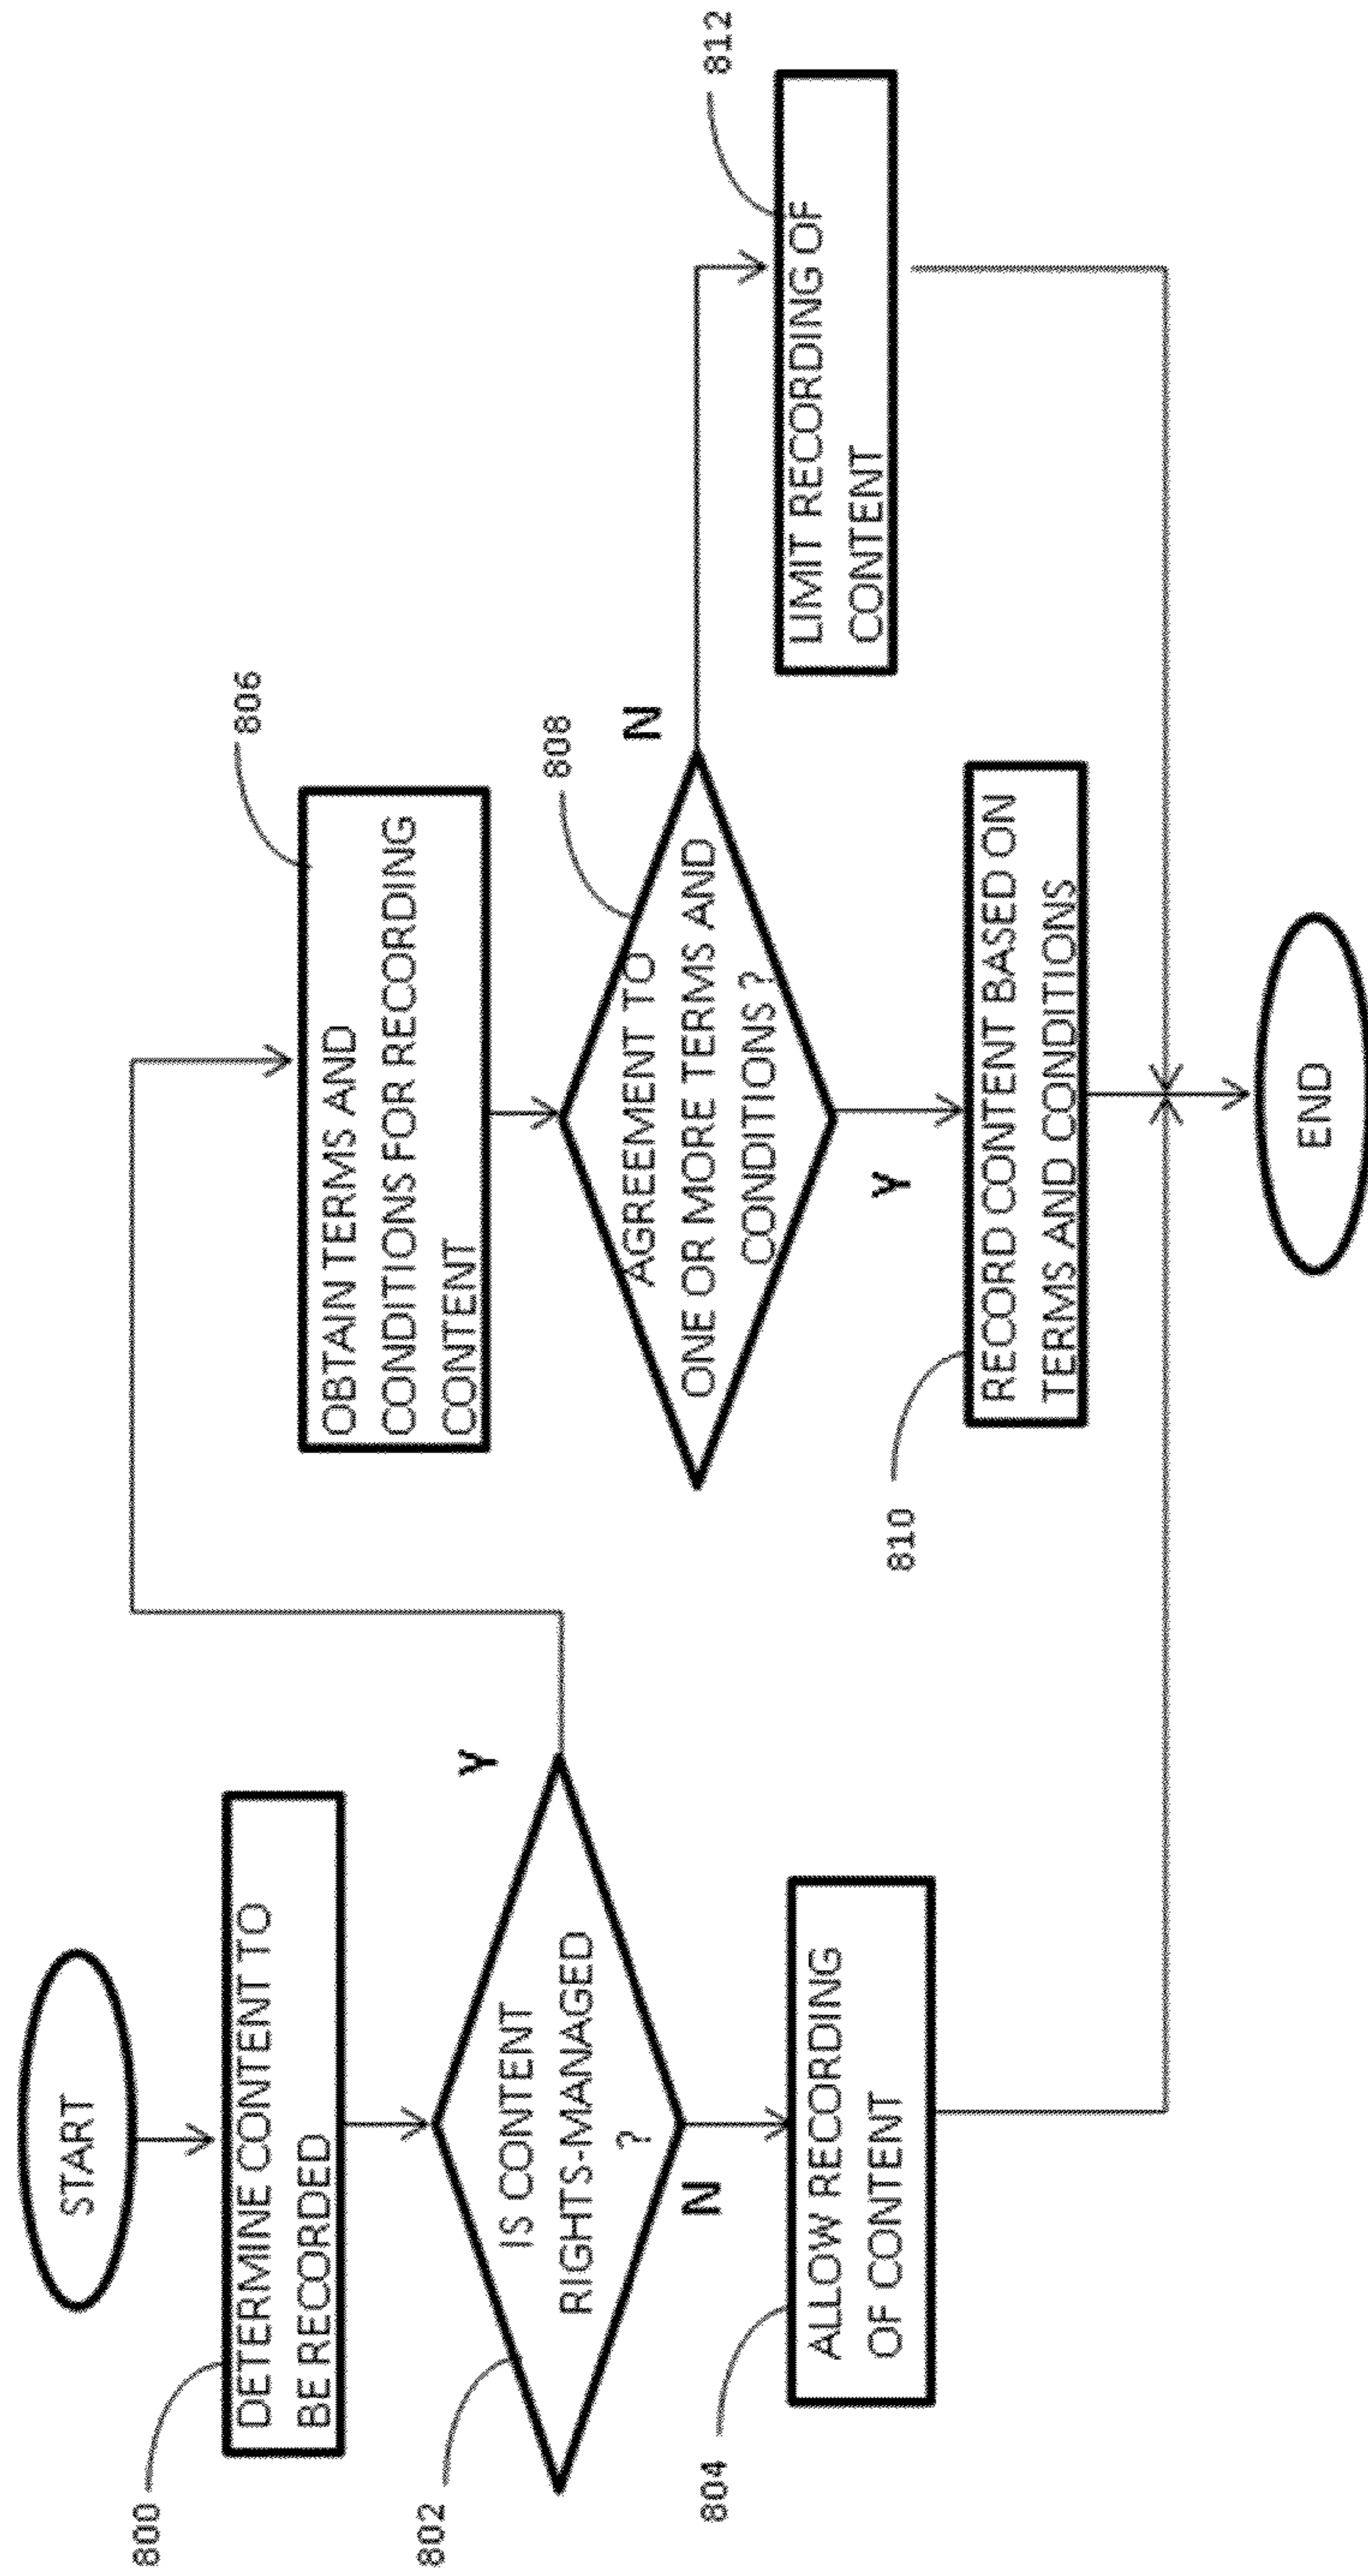 START
800
DETERMINE CONTENT TO
BE RECORDED
802
IS CONTENT
RIGHTS-MANAGED
?
Y
N
804
ALLOW RECORDING
OF CONTENT
806
OBTAIN TERMS AND
CONDITIONS FOR RECORDING
CONTENT
808
AGREEMENT TO
ONE OR MORE TERMS AND
CONDITIONS ?
N
Y
810
RECORD CONTENT BASED ON
TERMS AND CONDITIONS
812
LIMIT RECORDING OF
CONTENT
END